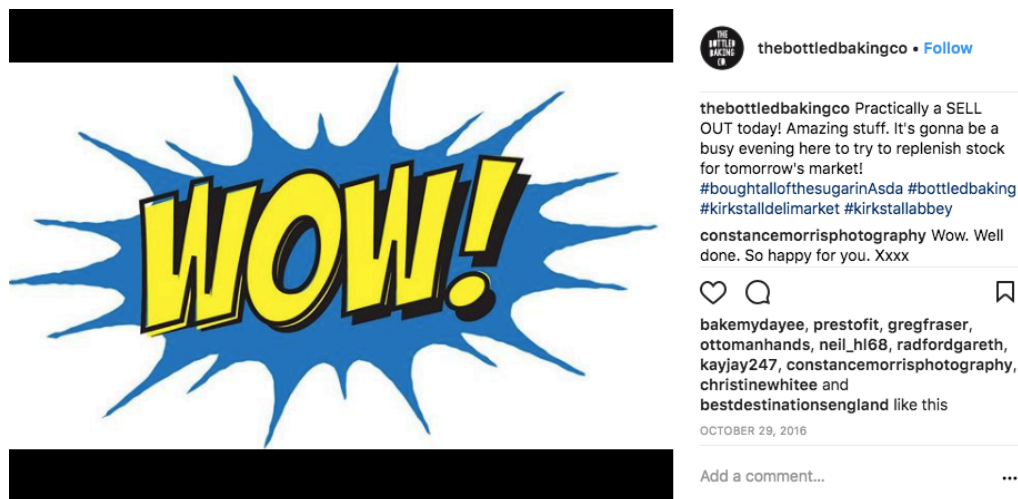 WOW!
THE
BOTTLED
BAKING
CO.
thebottledbakingco • Follow
thebottledbakingco Practically a SELL
OUT today! Amazing stuff. It's gonna be a
busy evening here to try to replenish stock
for tomorrow's market!
#boughtallofthesugarinAsda #bottledbaking
#kirkstalldelimarket #kirkstallabbey
constancemorrisphotography Wow. Well
done. So happy for you. Xxxx
bakemydayee, prestofit, gregfraser,
ottomanhands, neil_hl68, radfordgareth,
kayjay247, constancemorrisphotography,
christinewhitee and
bestdestinationsengland like this
OCTOBER 29, 2016
Add a comment...